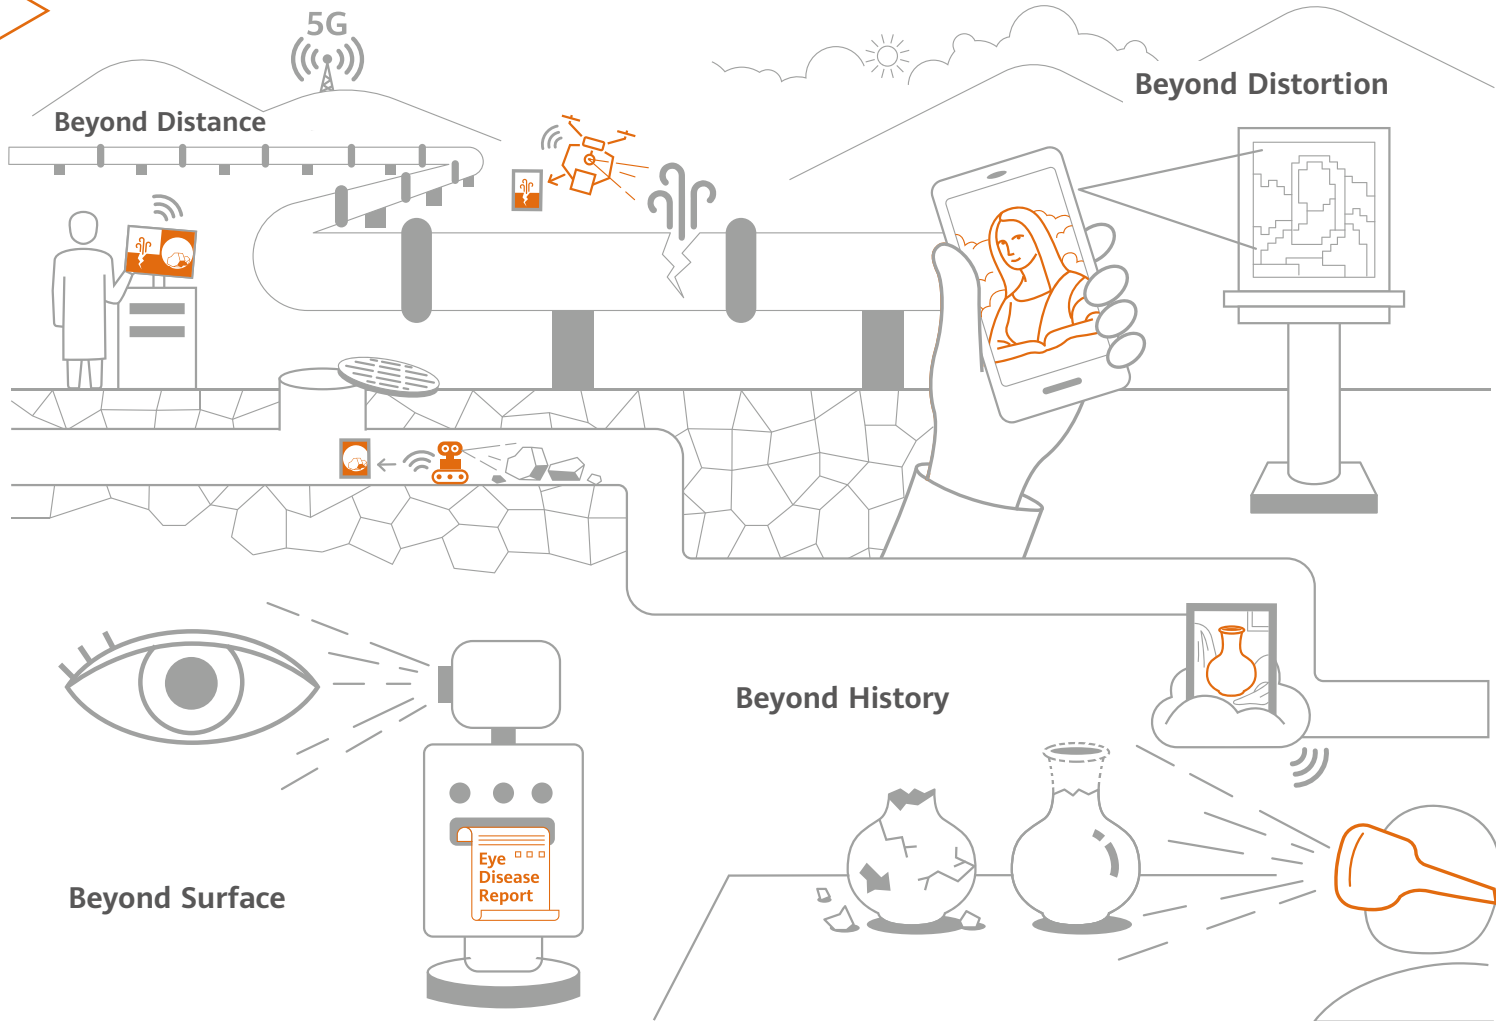 5G
Beyond Distance
Beyond Distortion
Beyond History
Eye
Disease
Report
Beyond Surface